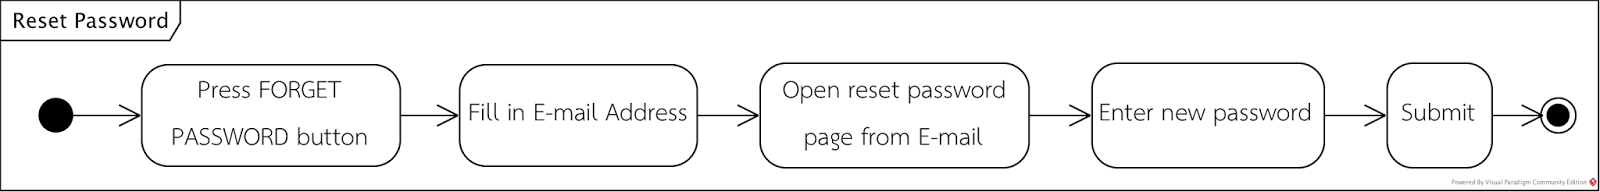 Reset Password
Press FORGET
PASSWORD button
Fill in E-mail Address
Open reset password
page from E-mail
Enter new password
Submit
Powered By Visual Paradigm Community Edition